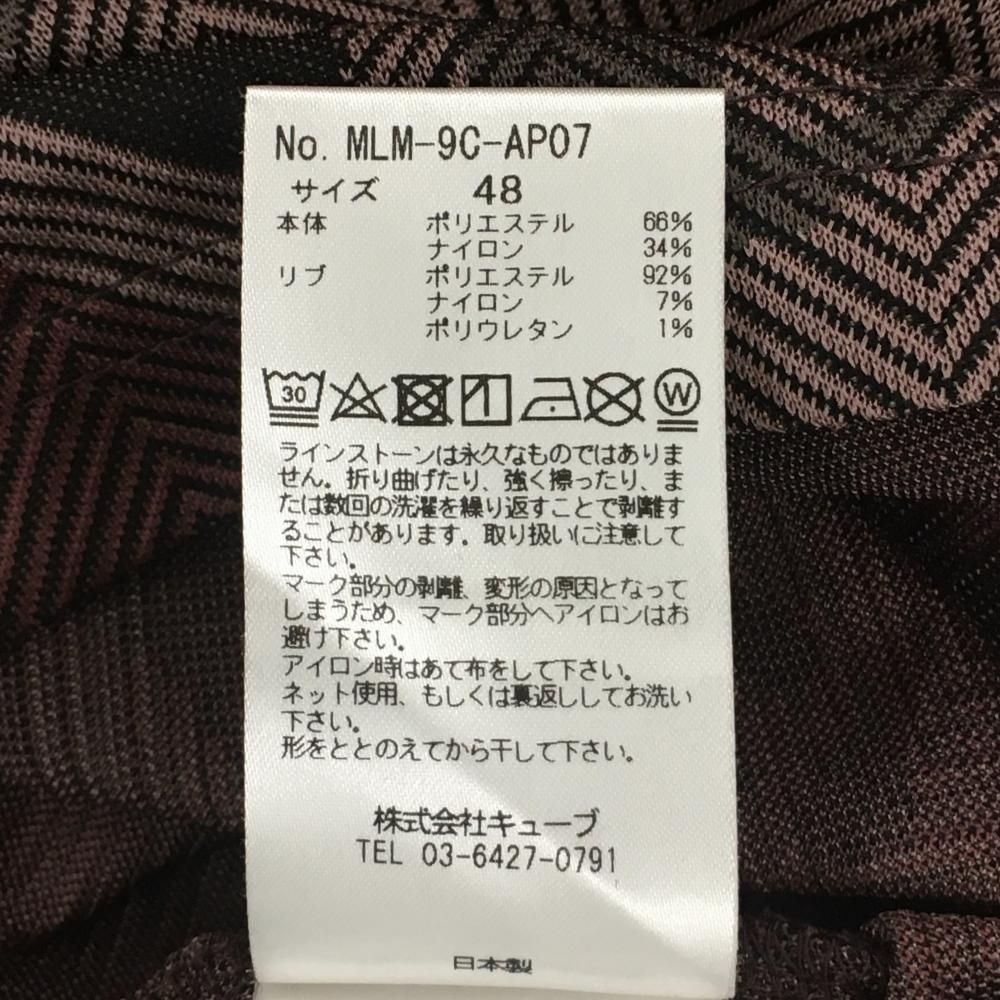 No. MLM-9C-AP07
サイズ 48
本体 ポリエステル 66%
ナイロン 34%
リブ ポリエステル 92%
ナイロン 7%
ポリウレタン 1%
30 W
ラインストーンは永久なものではありま
せん。折り曲げたり、強く擦ったり、ま
たは数回の洗濯を繰り返すことで剥離す
ることがあります。取り扱いに注意して
下さい。
マーク部分の剥離、変形の原因となって
しまうため、マーク部分へアイロンはお
避け下さい。
アイロン時はあて布をして下さい。
ネット使用、もしくは裏返ししてお洗い
下さい。
形をととのえてから干して下さい。
株式会社キューブ
TEL 03-6427-0791
日本製